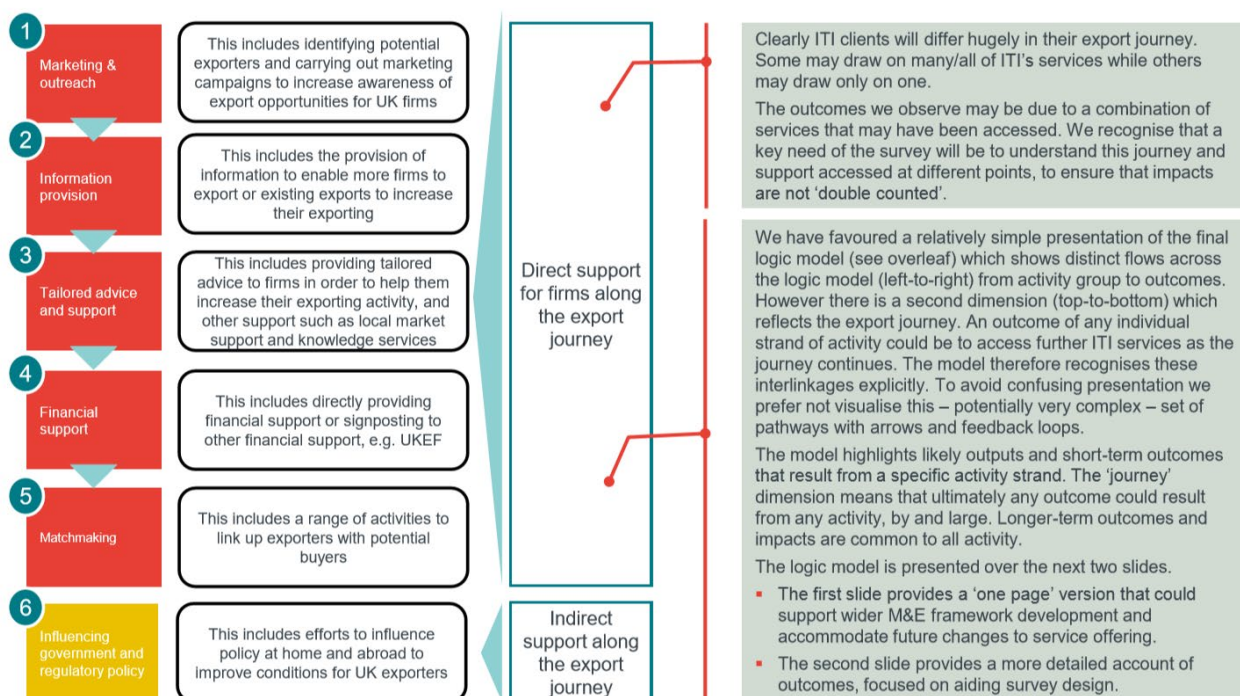 1
Marketing &
outreach
This includes identifying potential
exporters and carrying out marketing
campaigns to increase awareness of
export opportunities for UK firms
2
Information
provision
This includes the provision of
information to enable more firms to
export or existing exports to increase
their exporting
3
Tailored advice
and support
This includes providing tailored
advice to firms in order to help them
increase their exporting activity, and
other support such as local market
support and knowledge services
4
Financial
support
This includes directly providing
financial support or signposting to
other financial support, e.g. UKEF
5
Matchmaking
This includes a range of activities to
link up exporters with potential
buyers
6
Influencing
government and
regulatory policy
This includes efforts to influence
policy at home and abroad to
improve conditions for UK exporters
Direct support
for firms along
the export
journey
Indirect
support along
the export
journey
Clearly ITI clients will differ hugely in their export journey.
Some may draw on many/all of ITI's services while others
may draw only on one.
The outcomes we observe may be due to a combination of
services that may have been accessed. We recognise that a
key need of the survey will be to understand this journey and
support accessed at different points, to ensure that impacts
are not 'double counted'.
We have favoured a relatively simple presentation of the final
logic model (see overleaf) which shows distinct flows across
the logic model (left-to-right) from activity group to outcomes.
However there is a second dimension (top-to-bottom) which
reflects the export journey. An outcome of any individual
strand of activity could be to access further ITI services as the
journey continues. The model therefore recognises these
interlinkages explicitly. To avoid confusing presentation we
prefer not visualise this – potentially very complex – set of
pathways with arrows and feedback loops.
The model highlights likely outputs and short-term outcomes
that result from a specific activity strand. The 'journey'
dimension means that ultimately any outcome could result
from any activity, by and large. Longer-term outcomes and
impacts are common to all activity.
The logic model is presented over the next two slides.
▪ The first slide provides a 'one page' version that could
support wider M&E framework development and
accommodate future changes to service offering.
▪ The second slide provides a more detailed account of
outcomes, focused on aiding survey design.